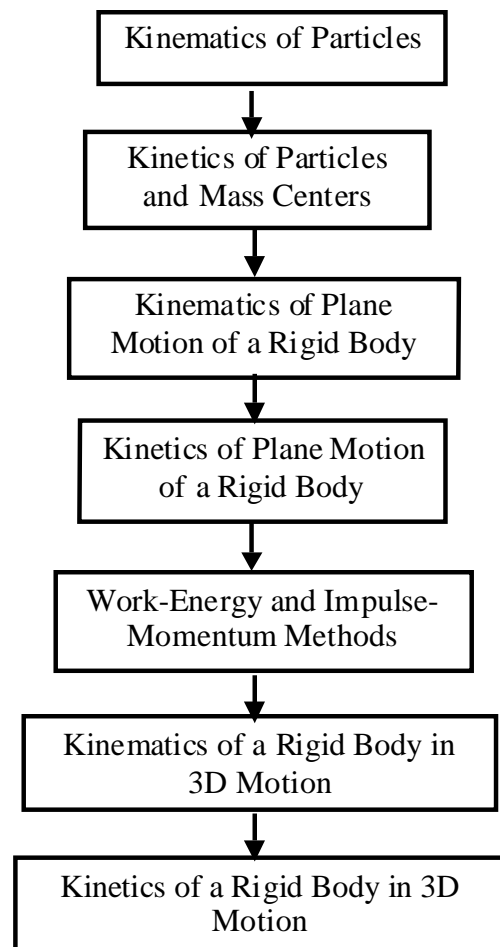 Kinematics of Particles
Kinetics of Particles
and Mass Centers
Kinematics of Plane
Motion of a Rigid Body
Kinetics of Plane Motion
of a Rigid Body
Work-Energy and Impulse-
Momentum Methods
Kinematics of a Rigid Body in
3D Motion
Kinetics of a Rigid Body in 3D
Motion